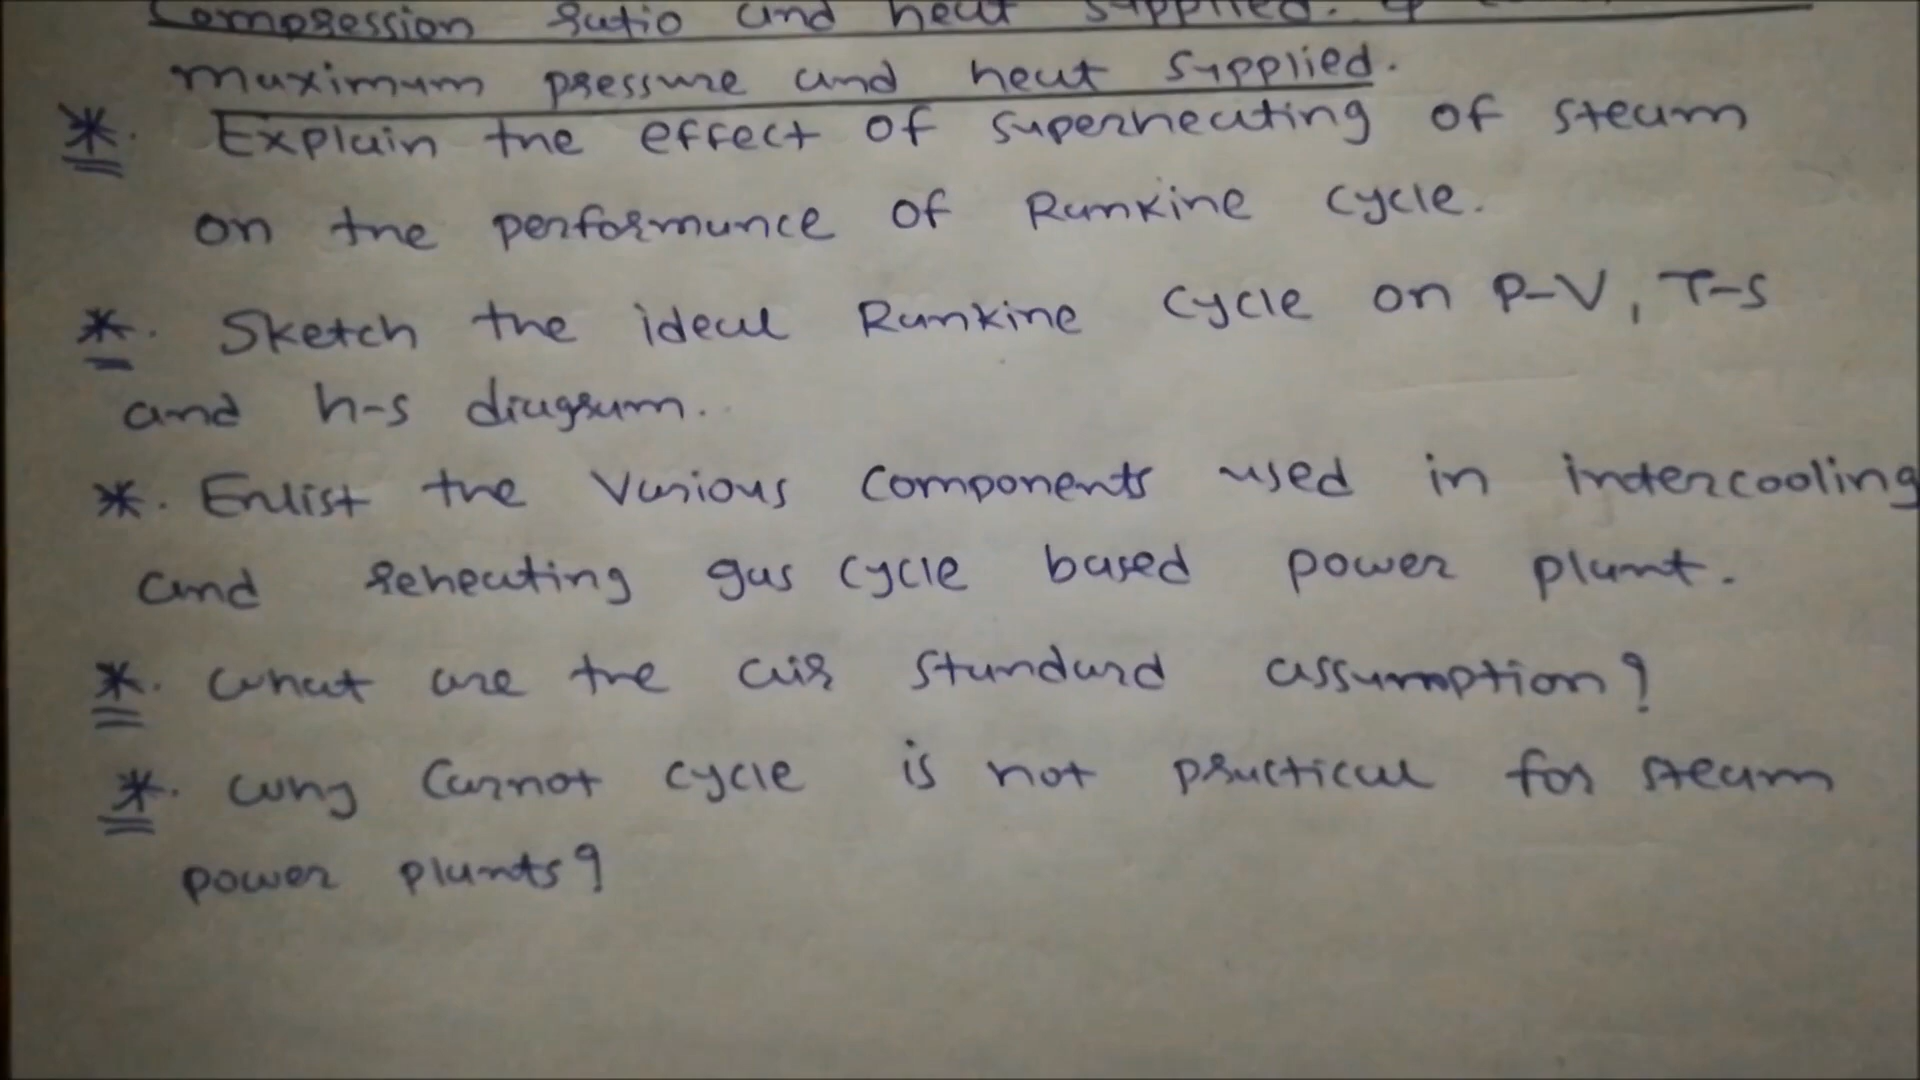 Compression ratio and heat supplied. &
maximum pressure and heat supplied.
*. Explain the effect of superheating of steam
on the performance of Rankine cycle.
*. Sketch the ideal Rankine cycle on P-V, T-S
and h-s diagram.
*. Enlist the various components used in intercooling
and reheating gas cycle based power plant.
*. What are the air standard assumption?
*. Why Carnot cycle is not practical for steam
power plants?